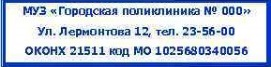 МУЗ «Городская поликлиника № 000»
Ул. Лермонтова 12, тел. 23-56-00
ОКОНХ 21511 код МО 1025680340056